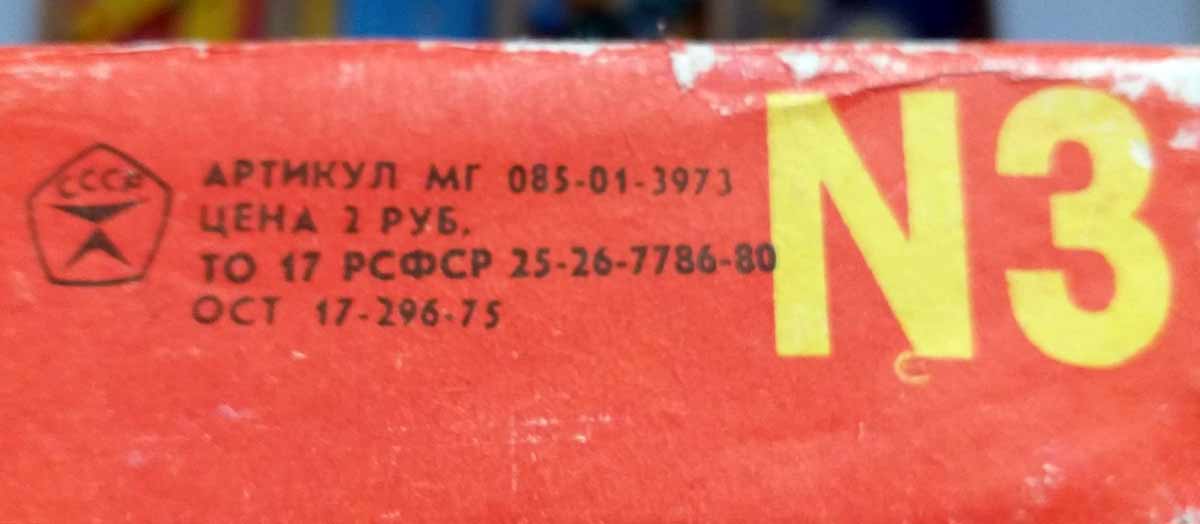 СССР
АРТИКУЛ МГ 085-01-3973
ЦЕНА 2 РУБ.
ТО 17 РСФСР 25-26-7786-80
ОСТ 17-296-75
N3